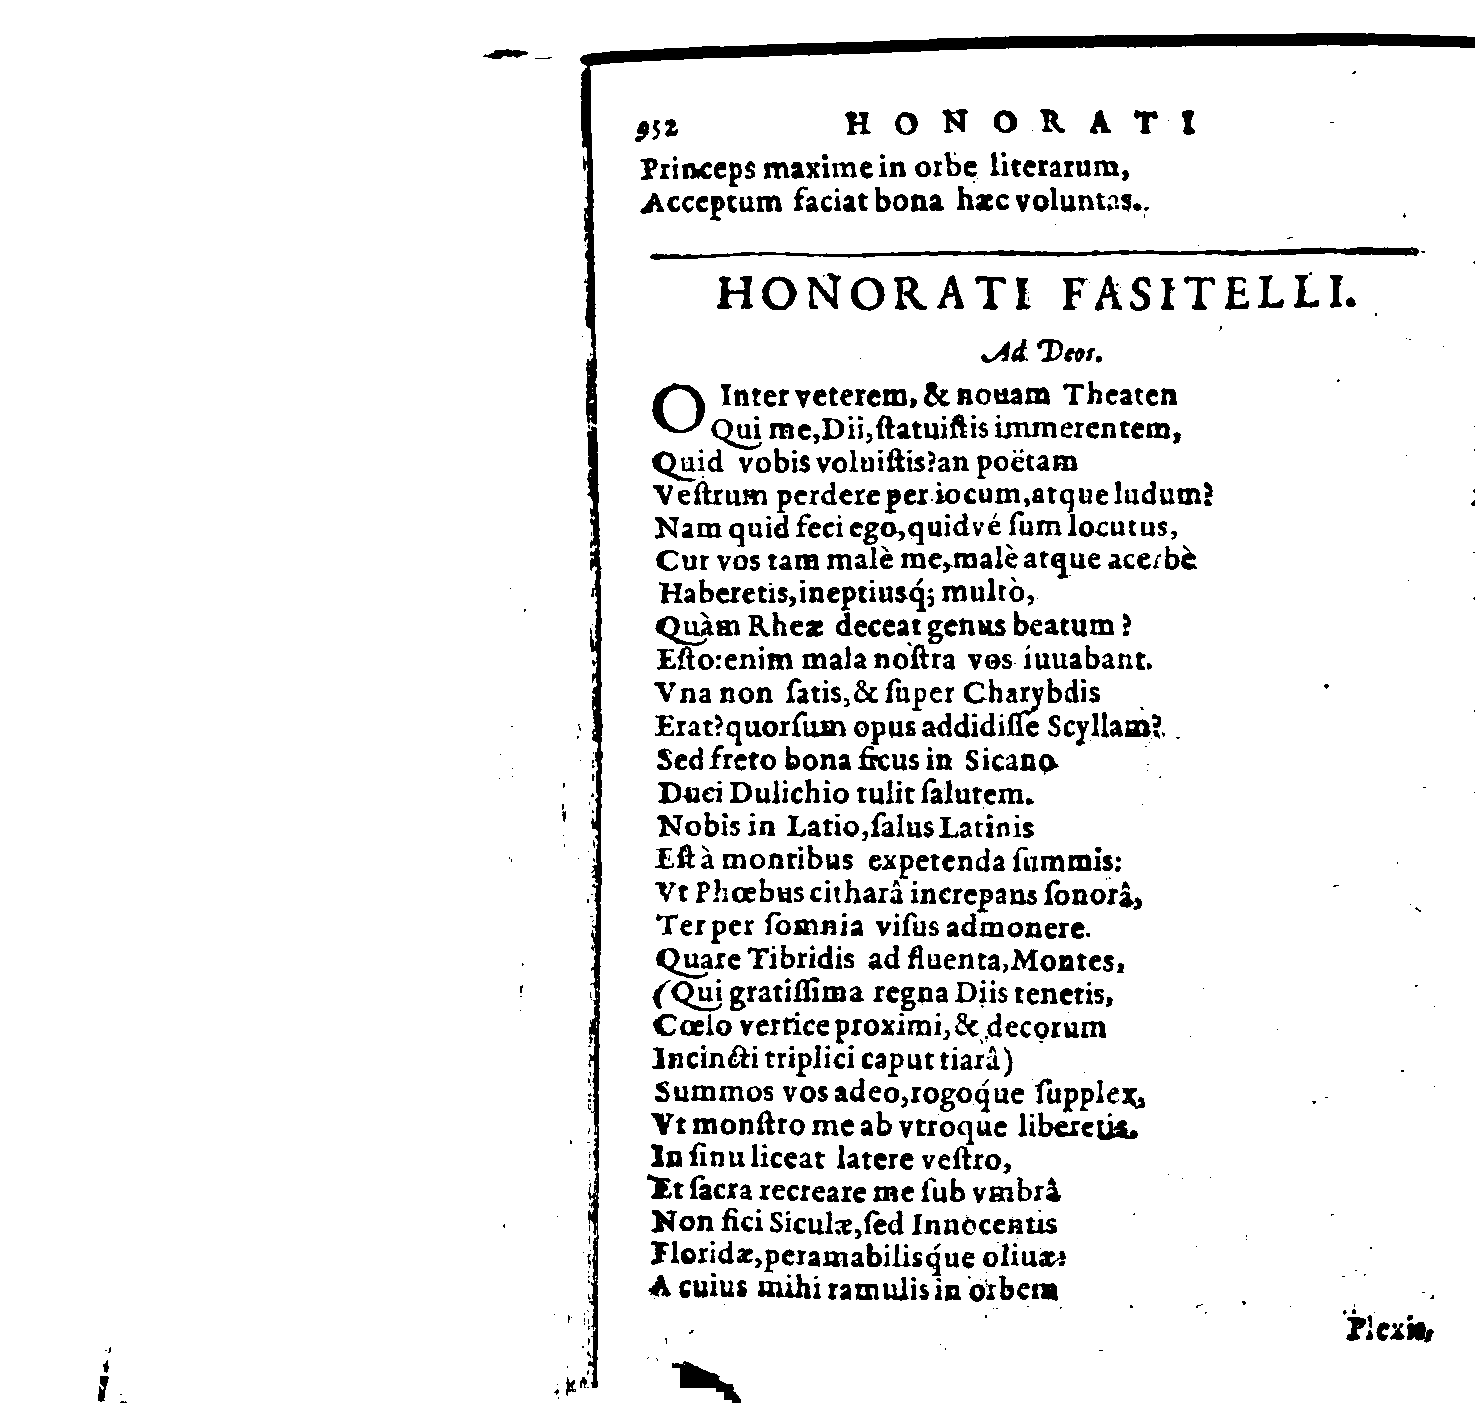 952 HONORATI
Princeps maxime in orbe literarum,
Acceptum faciat bona hæc voluntas.
HONORATI FASITELLI.
Ad Deos.
O Inter veterem, & nouam Theaten
Qui me, Dii, ſtatuiſtis immerentem,
Quid vobis voluiſtis? an poëtam
Veſtrum perdere per iocum, atque ludum?
Nam quid feci ego, quidvé ſum locutus,
Cur vos tam malè me, malè atque acerbè
Haberetis, ineptiusq́; multò,
Quàm Rheæ deceat genus beatum?
Eſto: enim mala noſtra vos iuuabant.
Vna non ſatis, & ſuper Charybdis
Erat? quorſum opus addidiſſe Scyllam?
Sed freto bona ficus in Sicano
Duci Dulichio tulit ſalutem.
Nobis in Latio, ſalus Latinis
Eſt à montibus expetenda ſummis:
Vt Phœbus citharâ increpans ſonorâ,
Ter per ſomnia viſus admonere.
Quare Tibridis ad fluenta, Montes,
(Qui gratiſſima regna Diis tenetis,
Cœlo vertice proximi, & decorum
Incincti triplici caput tiarâ)
Summos vos adeo, rogoq́ue ſupplex,
Vt monſtro me ab vtroque liberetis.
In ſinu liceat latere veſtro,
Et ſacra recreare me ſub vmbrâ
Non fici Siculæ, ſed Innocentis
Floridæ, peramabilisq́ue oliuæ:
A cuius mihi ramulis in orbem
Plexis,